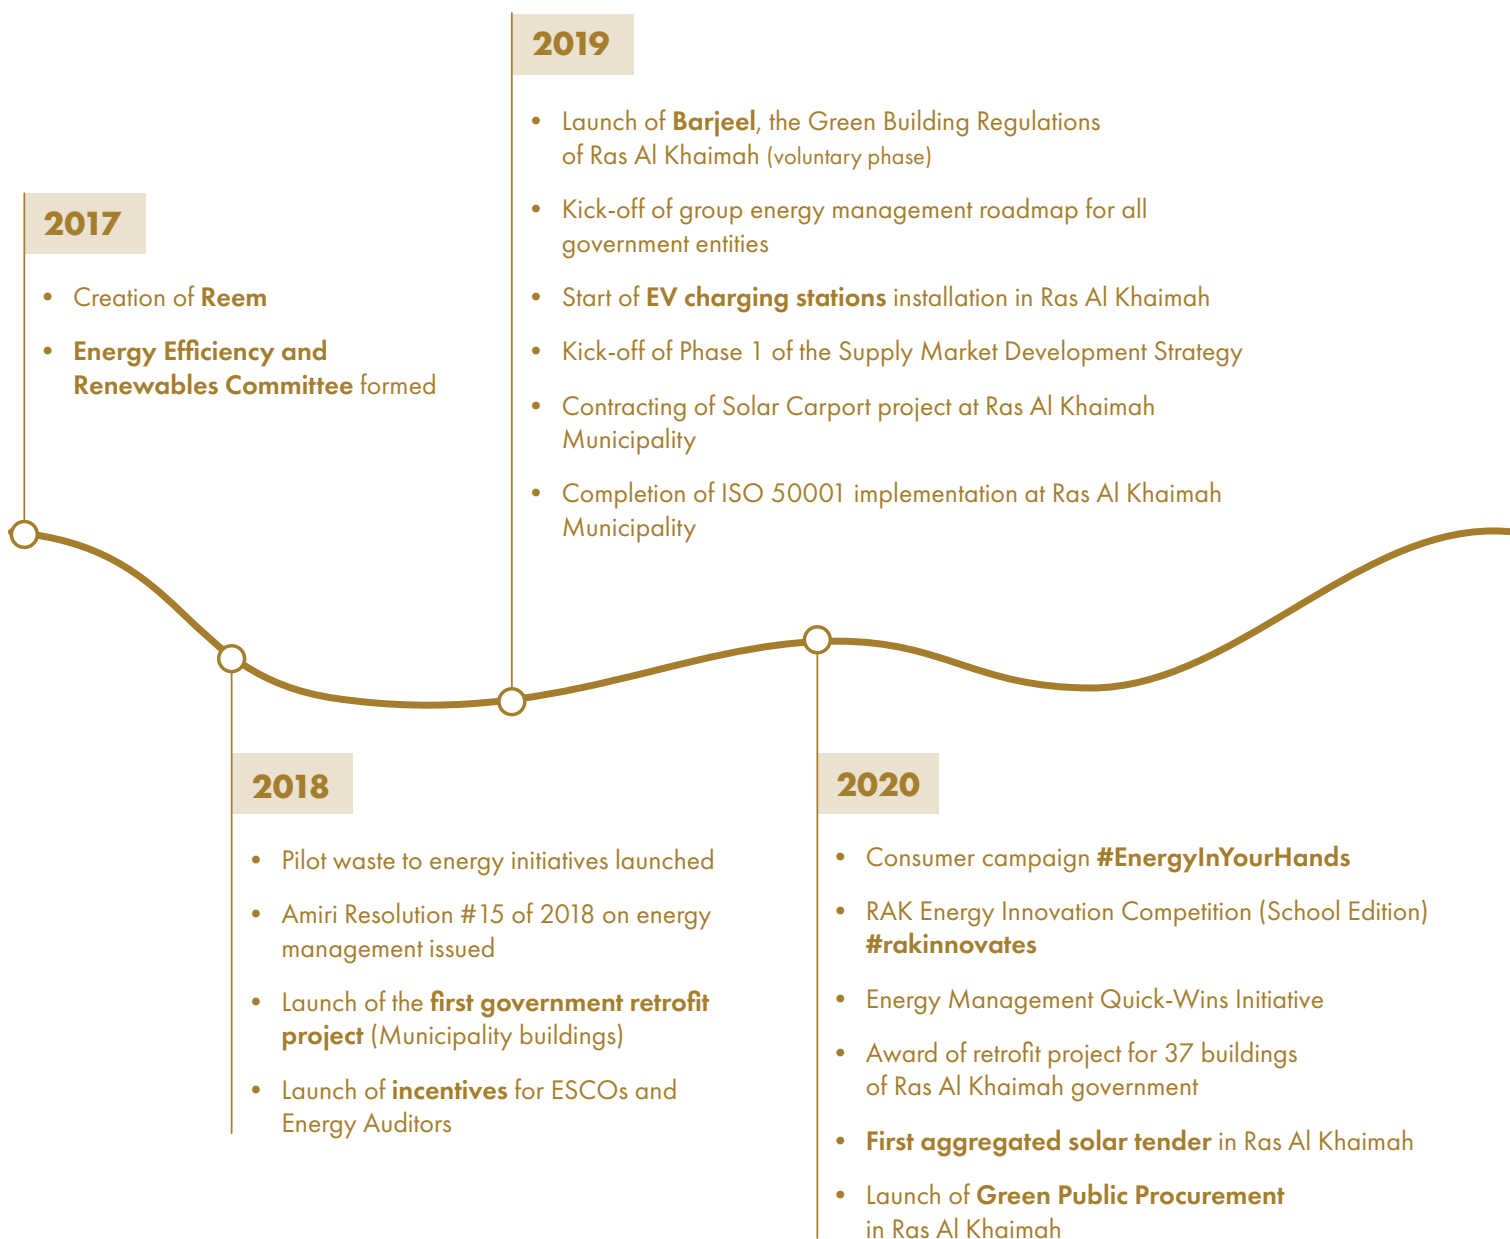 2017
• Creation of Reem
• Energy Efficiency and
Renewables Committee formed
2018
• Pilot waste to energy initiatives launched
• Amiri Resolution #15 of 2018 on energy
management issued
• Launch of the first government retrofit
project (Municipality buildings)
• Launch of incentives for ESCOs and
Energy Auditors
2019
• Launch of Barjeel, the Green Building Regulations
of Ras Al Khaimah (voluntary phase)
• Kick-off of group energy management roadmap for all
government entities
• Start of EV charging stations installation in Ras Al Khaimah
• Kick-off of Phase 1 of the Supply Market Development Strategy
• Contracting of Solar Carport project at Ras Al Khaimah
Municipality
• Completion of ISO 50001 implementation at Ras Al Khaimah
Municipality
2020
• Consumer campaign #EnergyInYourHands
• RAK Energy Innovation Competition (School Edition)
#rakinnovates
• Energy Management Quick-Wins Initiative
• Award of retrofit project for 37 buildings
of Ras Al Khaimah government
• First aggregated solar tender in Ras Al Khaimah
• Launch of Green Public Procurement
in Ras Al Khaimah